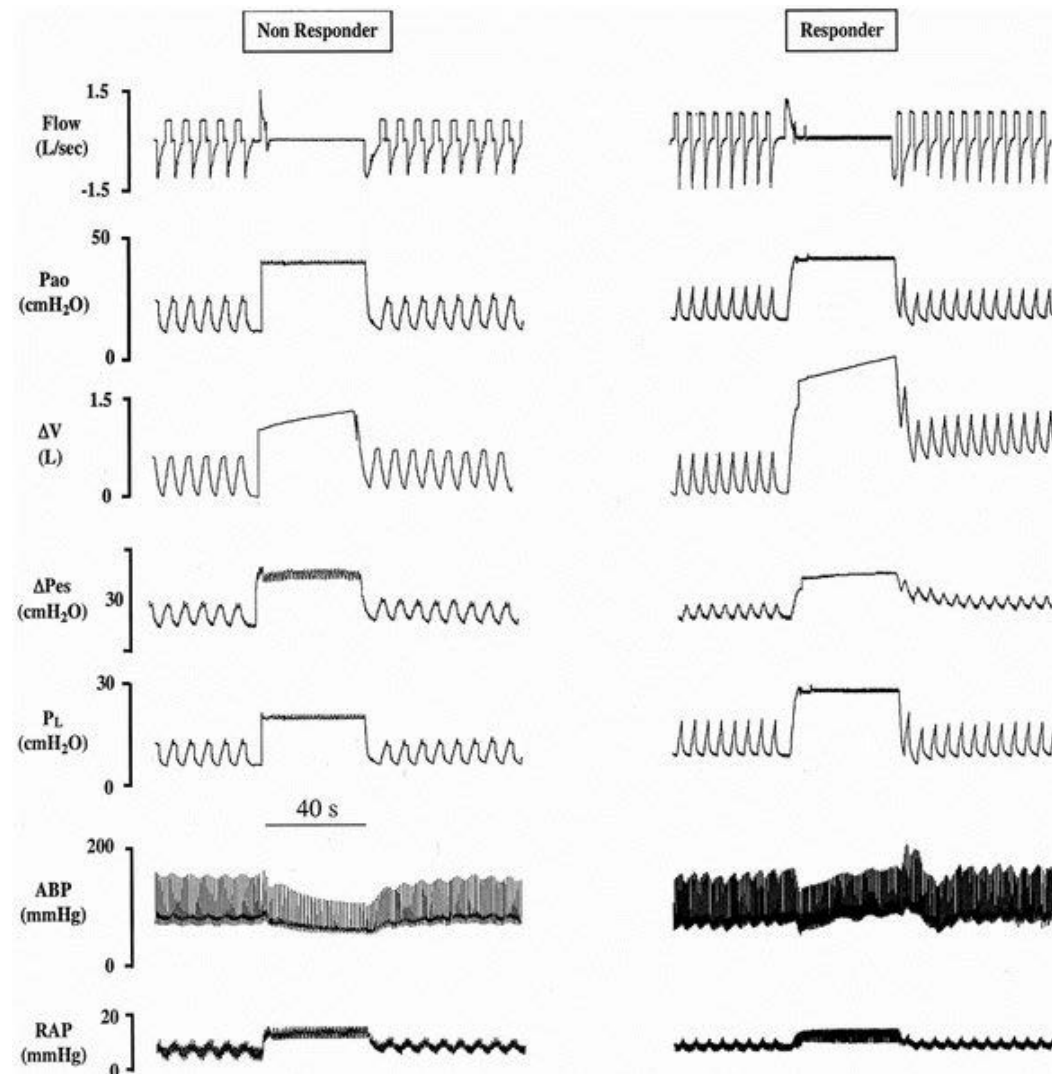 Non Responder
Responder
1.5
Flow
(L/sec)
-1.5
50
Pao
(cmH₂O)
0
1.5
ΔV
(L)
0
ΔPes
30
(cmH₂O)
30
P_L
(cmH₂O)
0
40 s
200
ABP
(mmHg)
0
20
RAP
(mmHg)
0